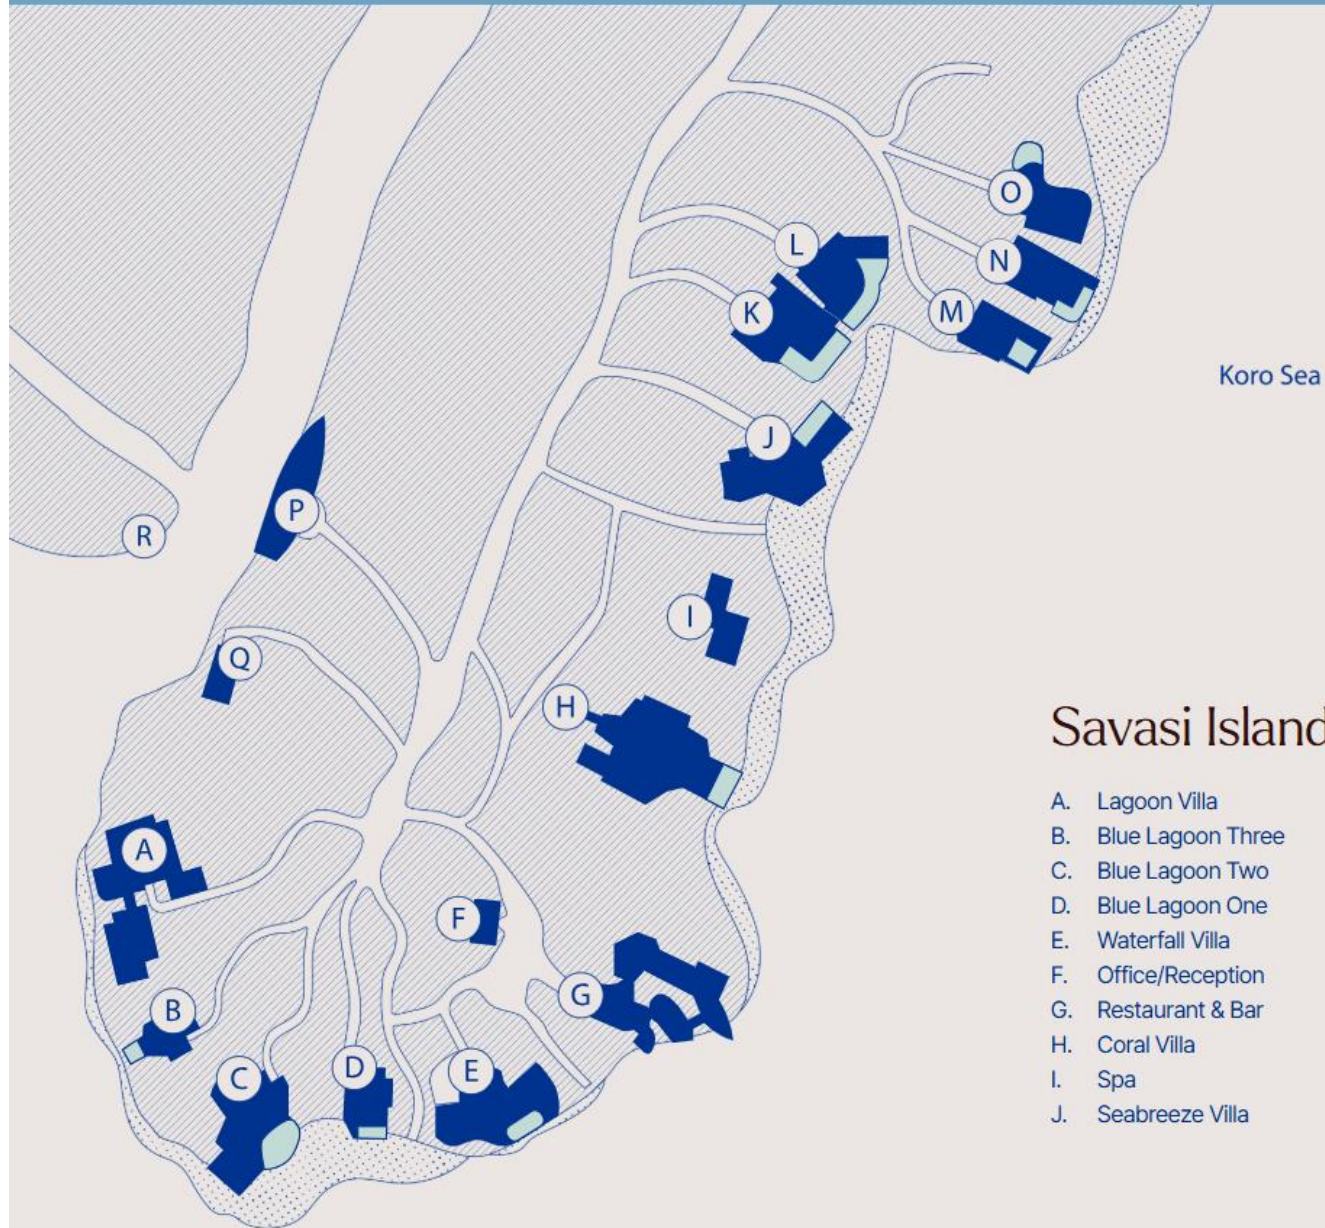 O
L
N
K
M
Koro Sea
J
P
R
I
Q
H
Savasi Island
A. Lagoon Villa
B. Blue Lagoon Three
A
C. Blue Lagoon Two
D. Blue Lagoon One
F
E. Waterfall Villa
F. Office/Reception
G
G. Restaurant & Bar
B
H. Coral Villa
D
E
C
I. Spa
J. Seabreeze Villa